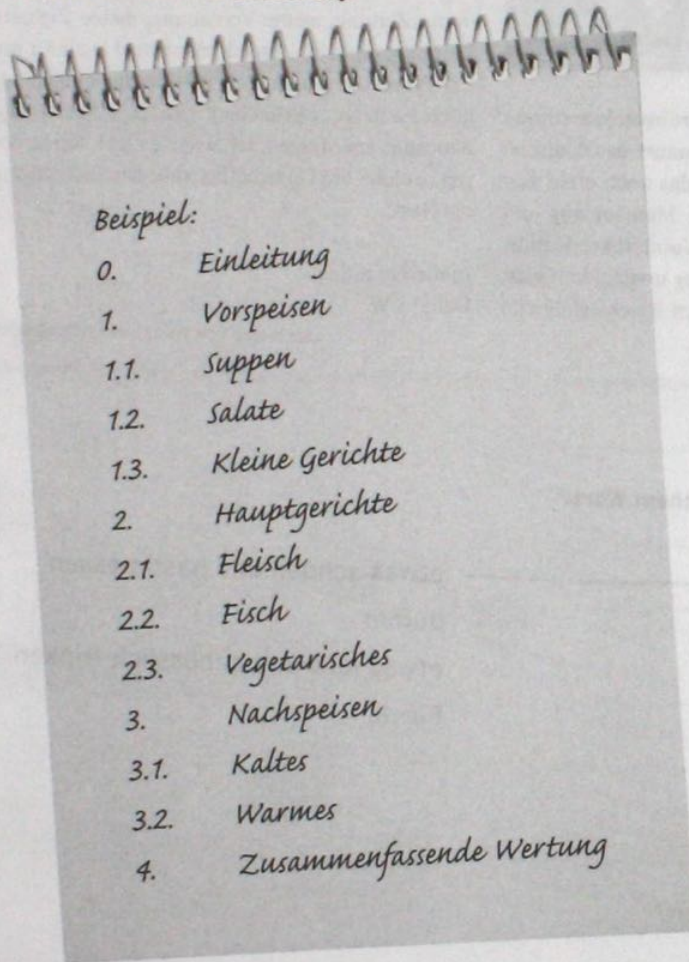 Beispiel:
0. Einleitung
1. Vorspeisen
1.1. Suppen
1.2. Salate
1.3. Kleine Gerichte
2. Hauptgerichte
2.1. Fleisch
2.2. Fisch
2.3. Vegetarisches
3. Nachspeisen
3.1. Kaltes
3.2. Warmes
4. Zusammenfassende Wertung